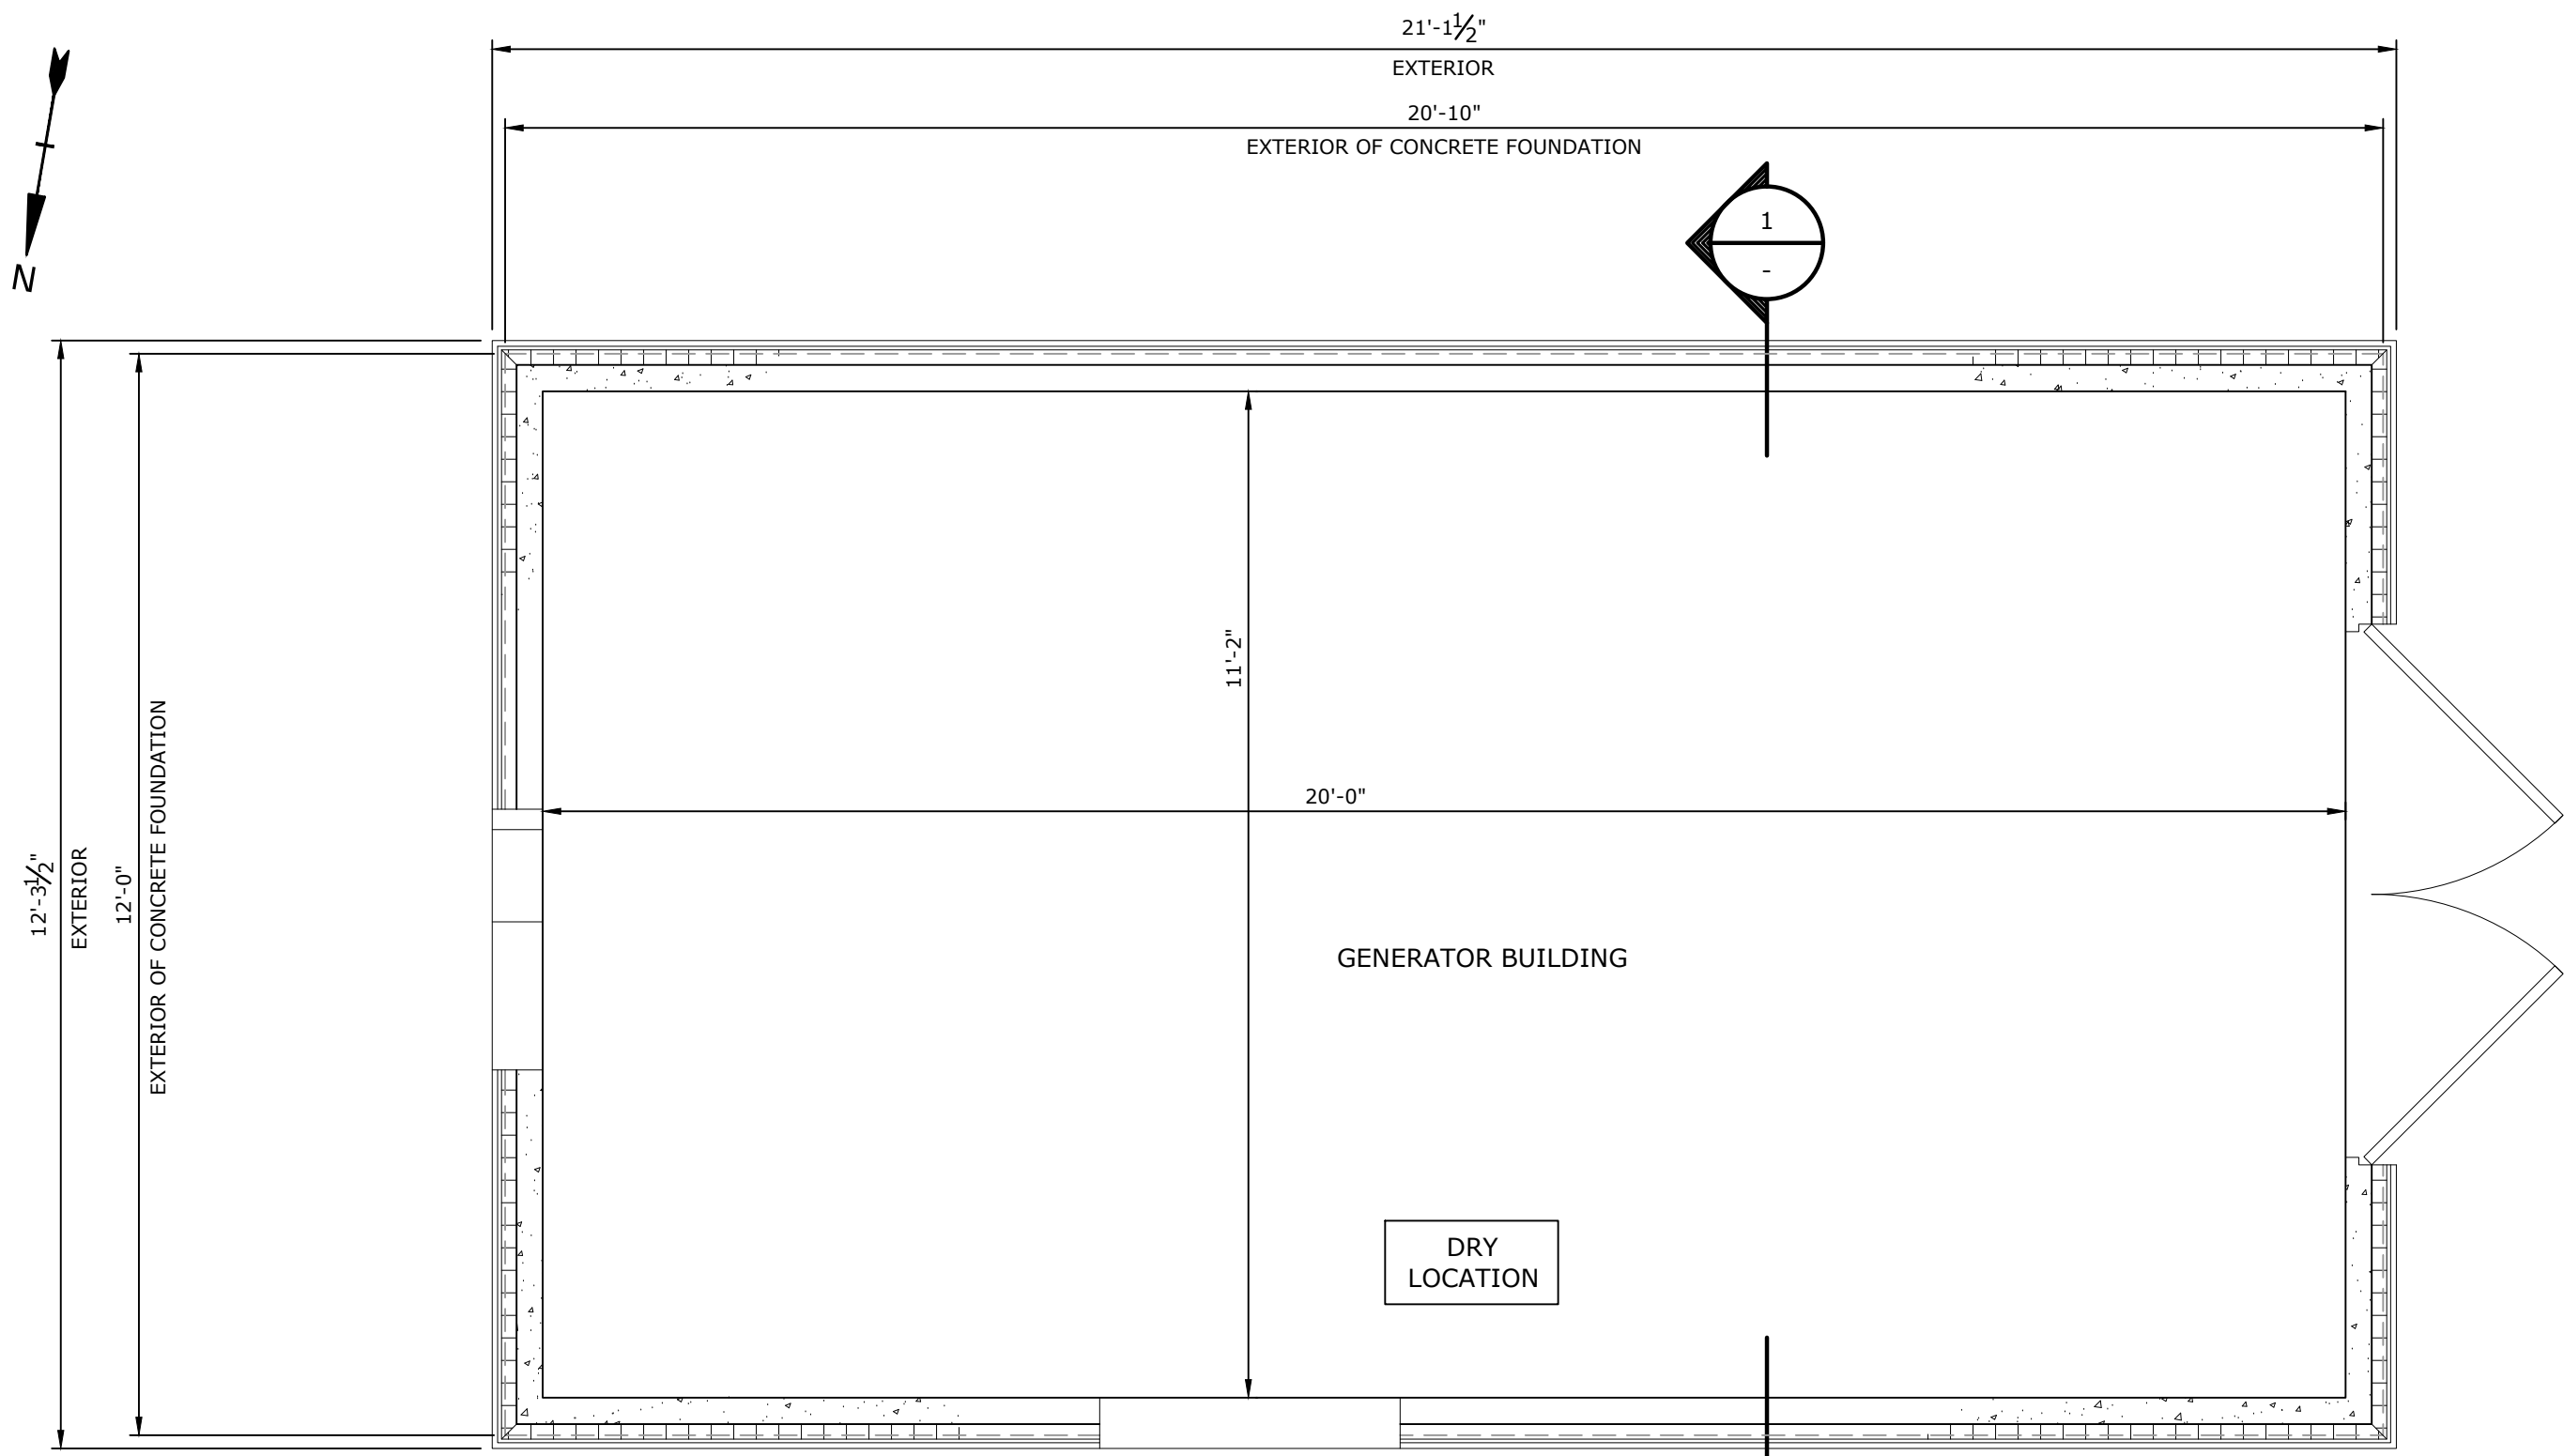 21'-1½"
EXTERIOR
20'-10"
EXTERIOR OF CONCRETE FOUNDATION
1
-
N
12'-3½"
EXTERIOR
12'-0"
EXTERIOR OF CONCRETE FOUNDATION
11'-2"
20'-0"
GENERATOR BUILDING
DRY
LOCATION